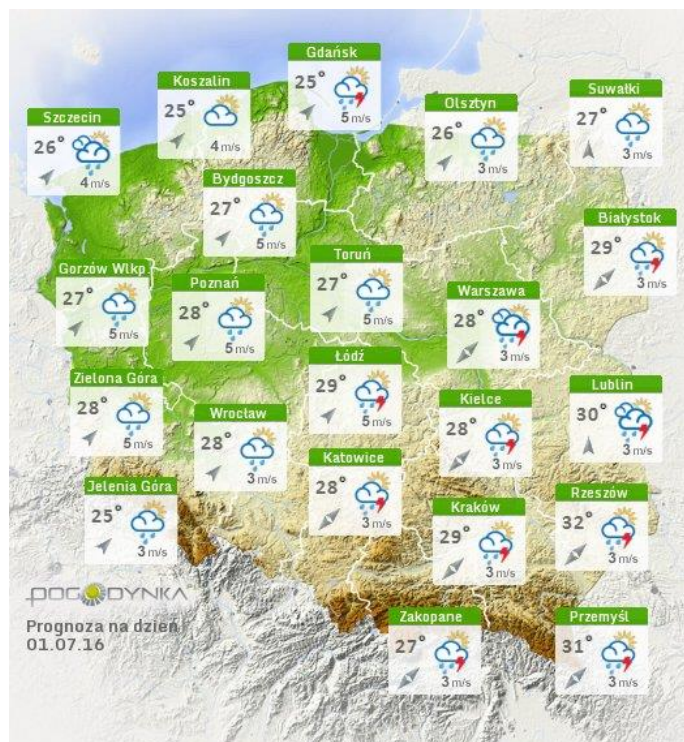 Gdańsk
25°
5 m/s
Koszalin
25°
4 m/s
Suwałki
27°
3 m/s
Olsztyn
26°
3 m/s
Szczecin
26°
4 m/s
Bydgoszcz
27°
5 m/s
Białystok
29°
3 m/s
Toruń
27°
5 m/s
Gorzów Wlkp.
27°
5 m/s
Poznań
28°
5 m/s
Warszawa
28°
3 m/s
Łódź
29°
5 m/s
Zielona Góra
28°
5 m/s
Lublin
30°
3 m/s
Kielce
28°
3 m/s
Wrocław
28°
3 m/s
Katowice
28°
3 m/s
Jelenia Góra
25°
3 m/s
Rzeszów
32°
3 m/s
Kraków
29°
3 m/s
POGODYNKA
Prognoza na dzień
01.07.16
Zakopane
27°
3 m/s
Przemyśl
31°
3 m/s